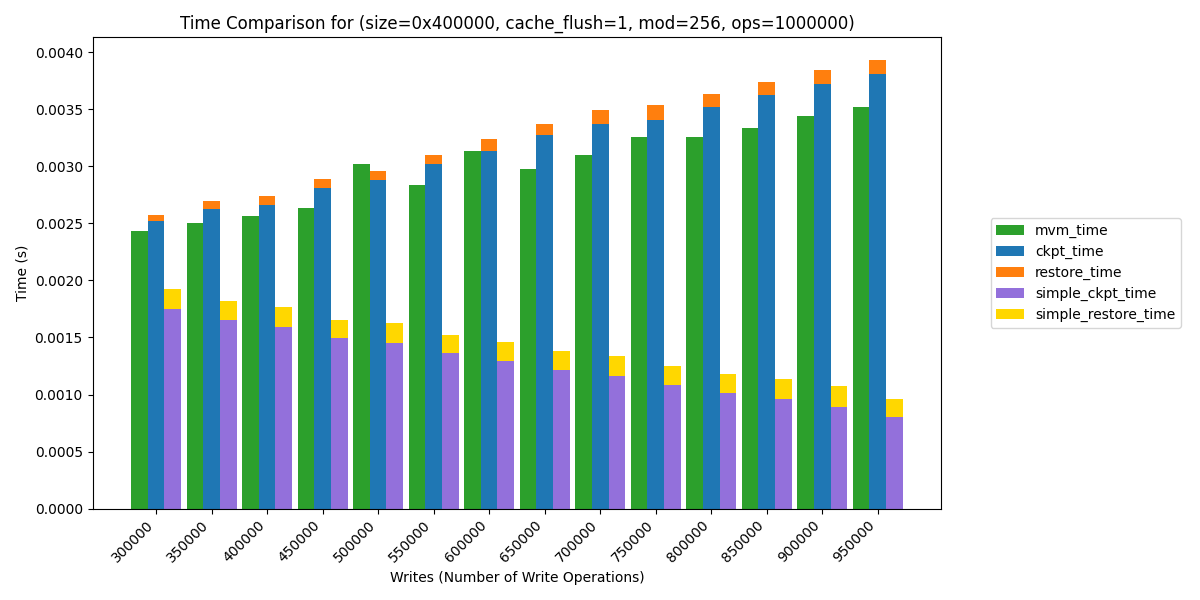 Time Comparison for (size=0x400000, cache_flush=1, mod=256, ops=1000000)
Time (s)
0.0040
0.0035
0.0030
0.0025
0.0020
0.0015
0.0010
0.0005
0.0000
300000
350000
400000
450000
500000
550000
600000
650000
700000
750000
800000
850000
900000
950000
Writes (Number of Write Operations)
mvm_time
ckpt_time
restore_time
simple_ckpt_time
simple_restore_time